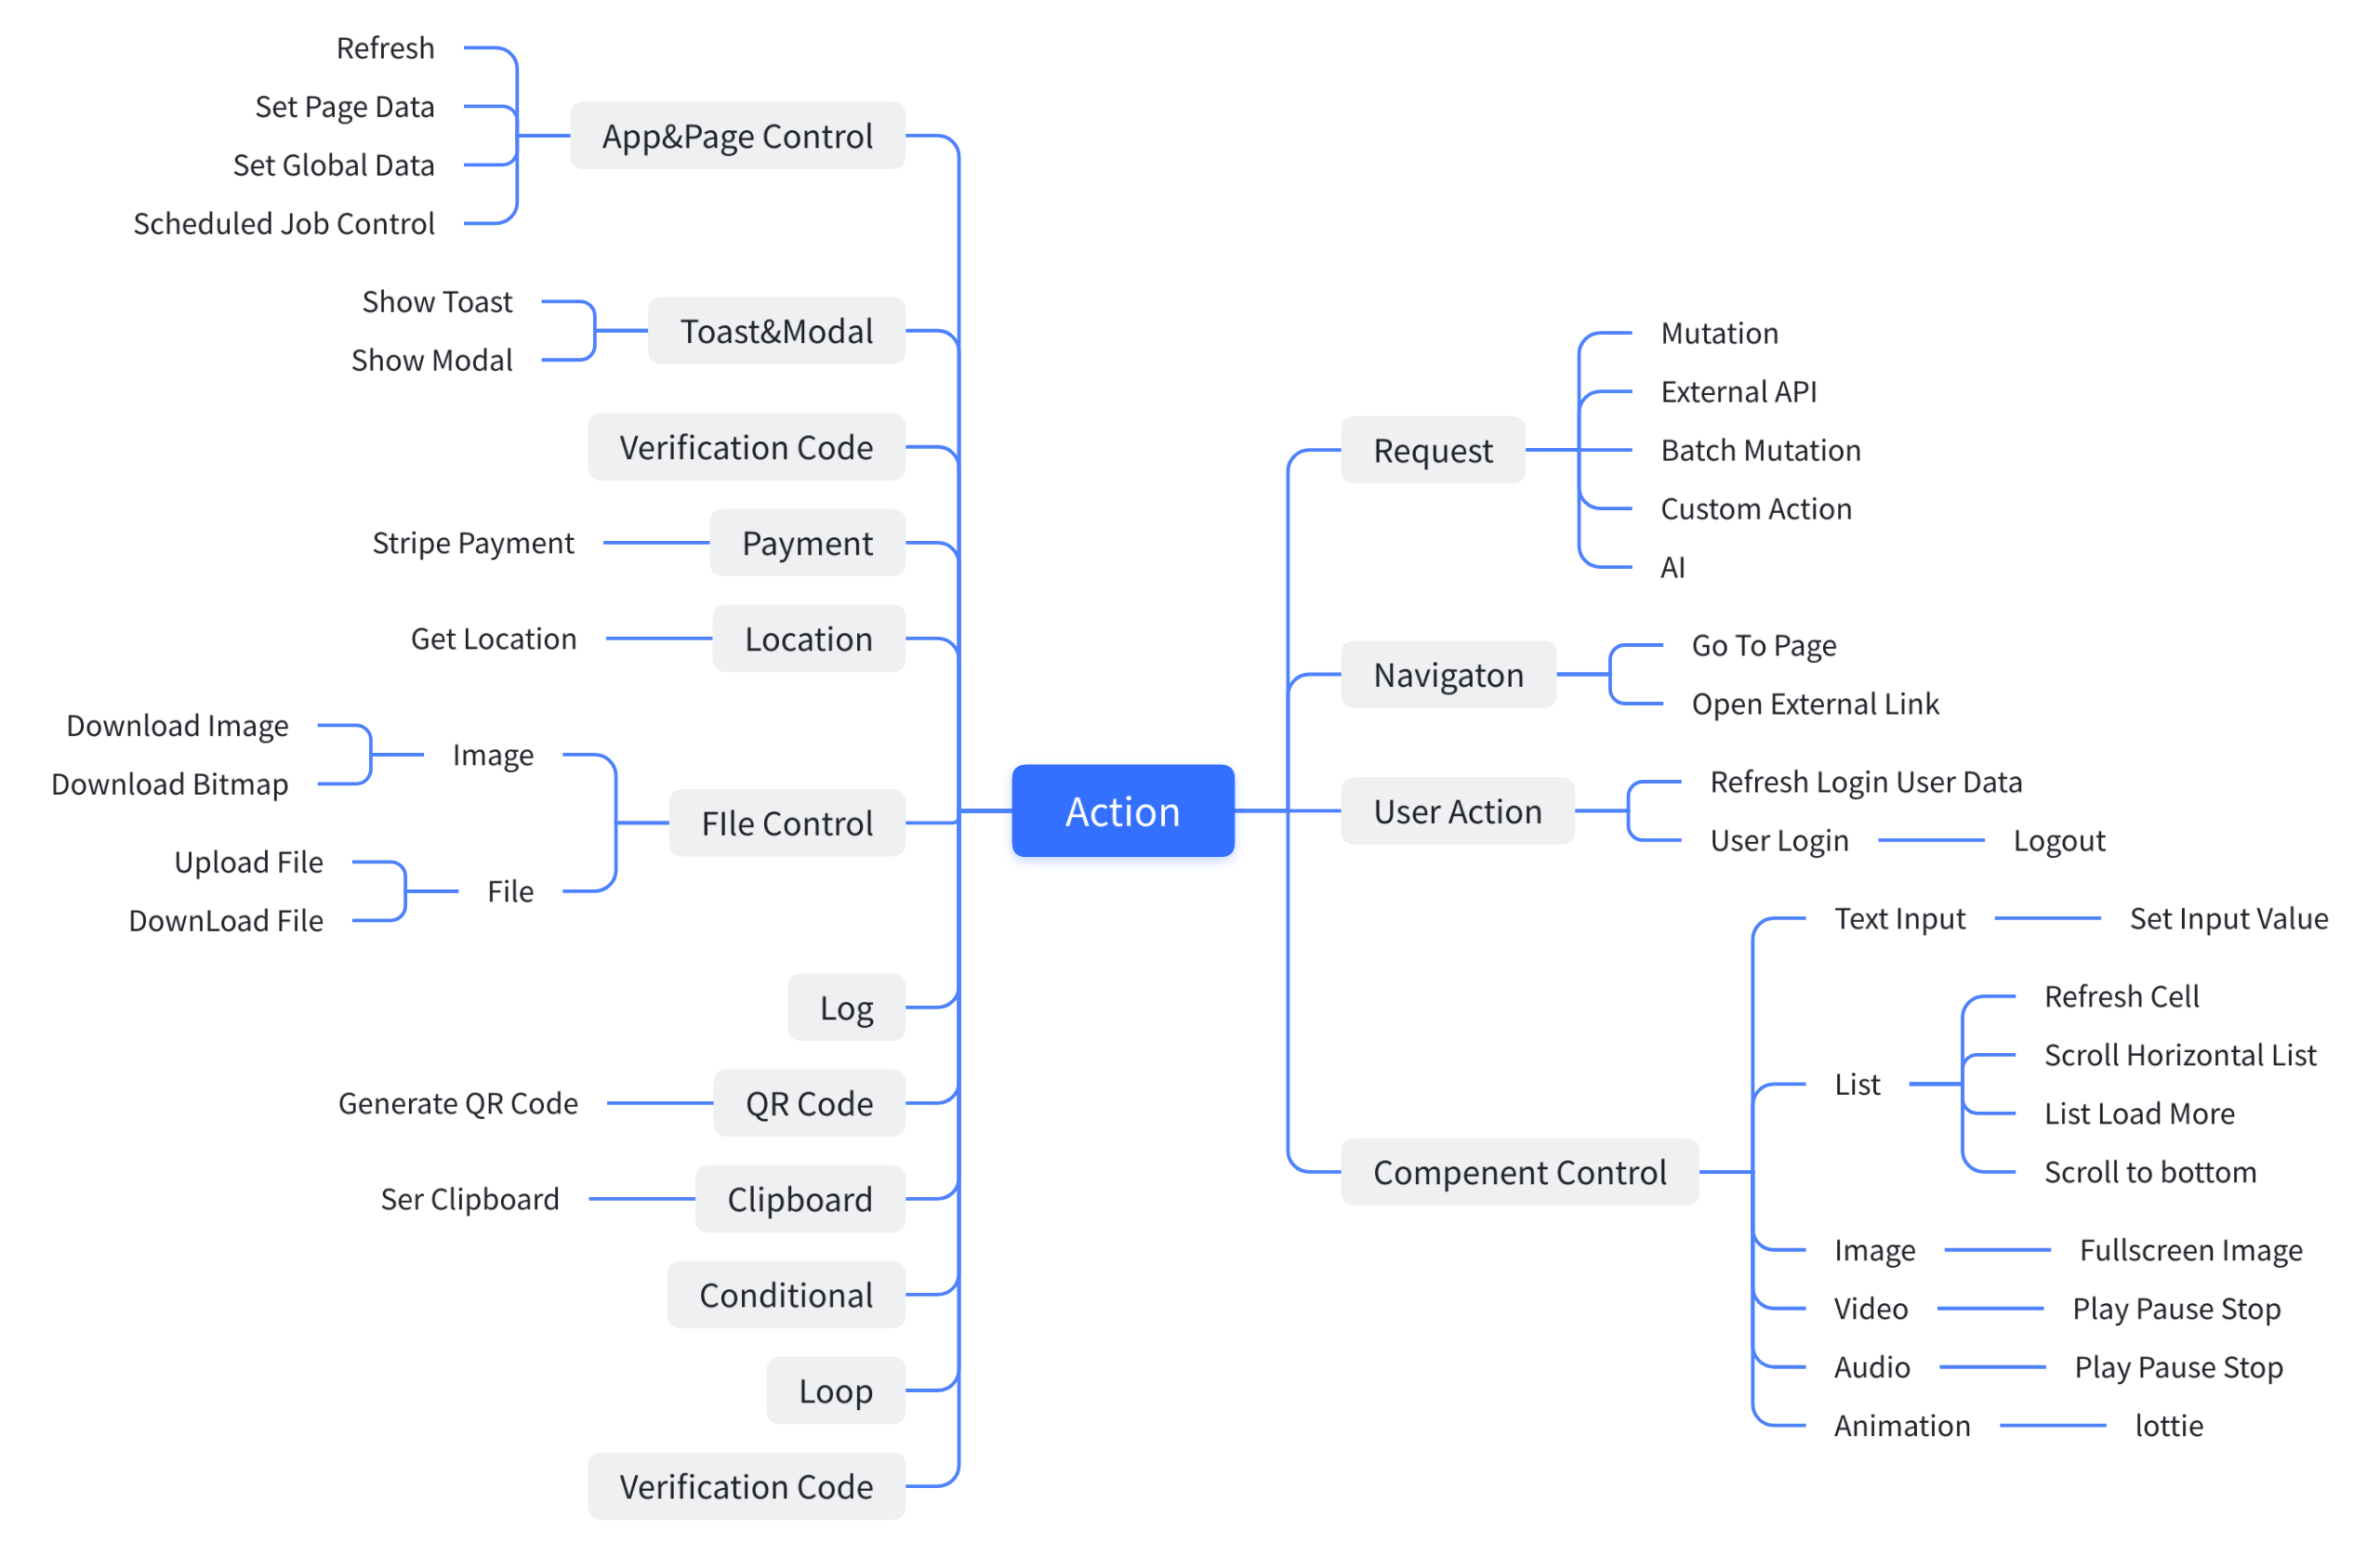 Refresh
Set Page Data
App&Page Control
Set Global Data
Scheduled Job Control
Show Toast
Toast&Modal
Show Modal
Verification Code
Stripe Payment
Payment
Get Location
Location
Download Image
Image
Download Bitmap
FIle Control
Upload File
File
DownLoad File
Log
Generate QR Code
QR Code
Ser Clipboard
Clipboard
Conditional
Loop
Verification Code
Action
Request
Mutation
External API
Batch Mutation
Custom Action
AI
Navigaton
Go To Page
Open External Link
User Action
Refresh Login User Data
User Login
Logout
Compenent Control
Text Input
Set Input Value
List
Refresh Cell
Scroll Horizontal List
List Load More
Scroll to bottom
Image
Fullscreen Image
Video
Play Pause Stop
Audio
Play Pause Stop
Animation
lottie